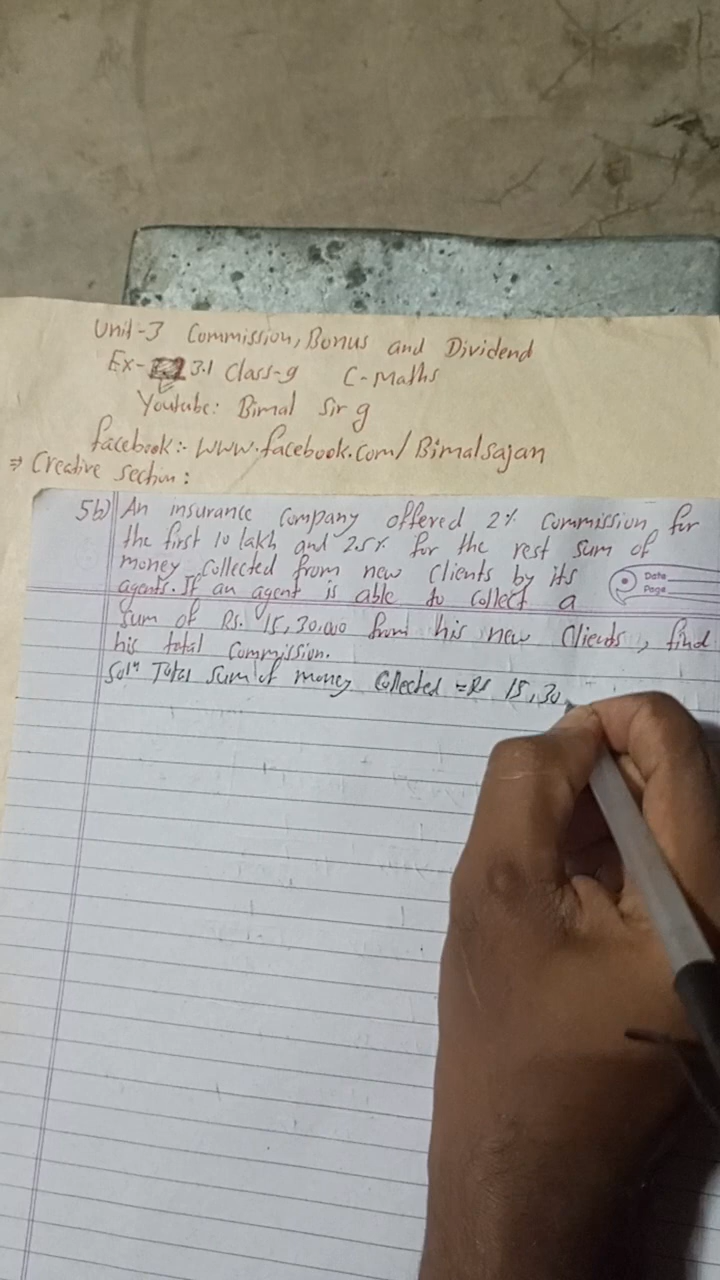 Unit-3 Commission, Bonus and Dividend
Ex- 3.1 Class-9 C-Maths
Youtube: Bimal Sir g
facebook:- www.facebook.com/Bimalsajan
⇒ Creative section:
5b) An insurance Company offered 2% Commission for
the first 10 lakh and 2.5% for the rest sum of
money collected from new clients by its
Date
Page
agents. If an agent is able to collect a
sum of Rs. 15,30,000 from his new Clients, find
his total Commission.
Solⁿ Total Sum of money Collected = Rs 15,30